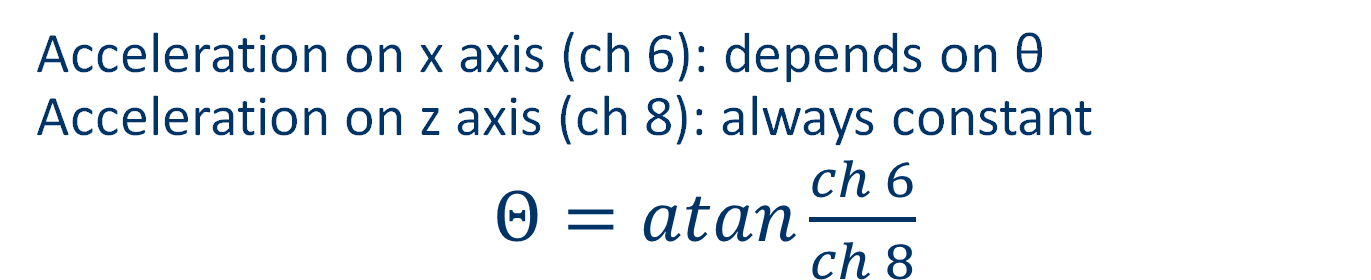 Acceleration on x axis (ch 6): depends on θ
Acceleration on z axis (ch 8): always constant
Θ = atan ch 6 / ch 8